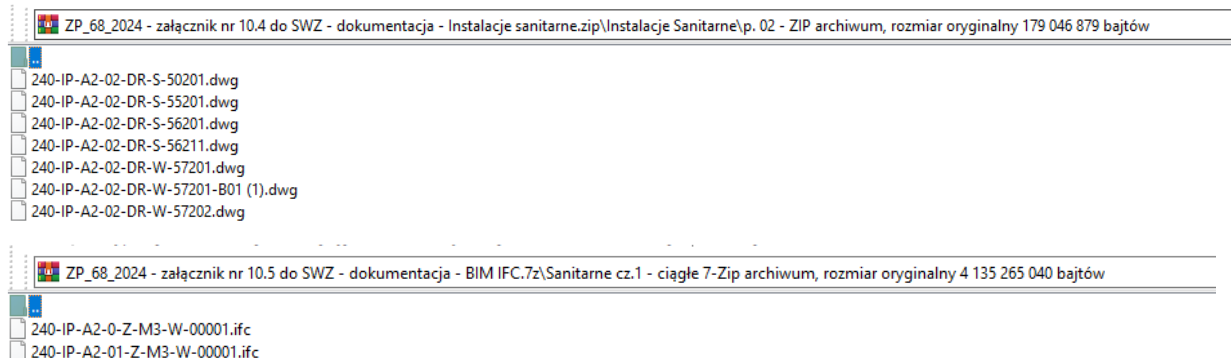 ZP_68_2024 - załącznik nr 10.4 do SWZ - dokumentacja - Instalacje sanitarne.zip\Instalacje Sanitarne\p. 02 - ZIP archiwum, rozmiar oryginalny 179 046 879 bajtów
..
240-IP-A2-02-DR-S-50201.dwg
240-IP-A2-02-DR-S-55201.dwg
240-IP-A2-02-DR-S-56201.dwg
240-IP-A2-02-DR-S-56211.dwg
240-IP-A2-02-DR-W-57201.dwg
240-IP-A2-02-DR-W-57201-B01 (1).dwg
240-IP-A2-02-DR-W-57202.dwg
ZP_68_2024 - załącznik nr 10.5 do SWZ - dokumentacja - BIM IFC.7z\Sanitarne cz.1 - ciągłe 7-Zip archiwum, rozmiar oryginalny 4 135 265 040 bajtów
..
240-IP-A2-0-Z-M3-W-00001.ifc
240-IP-A2-01-Z-M3-W-00001.ifc